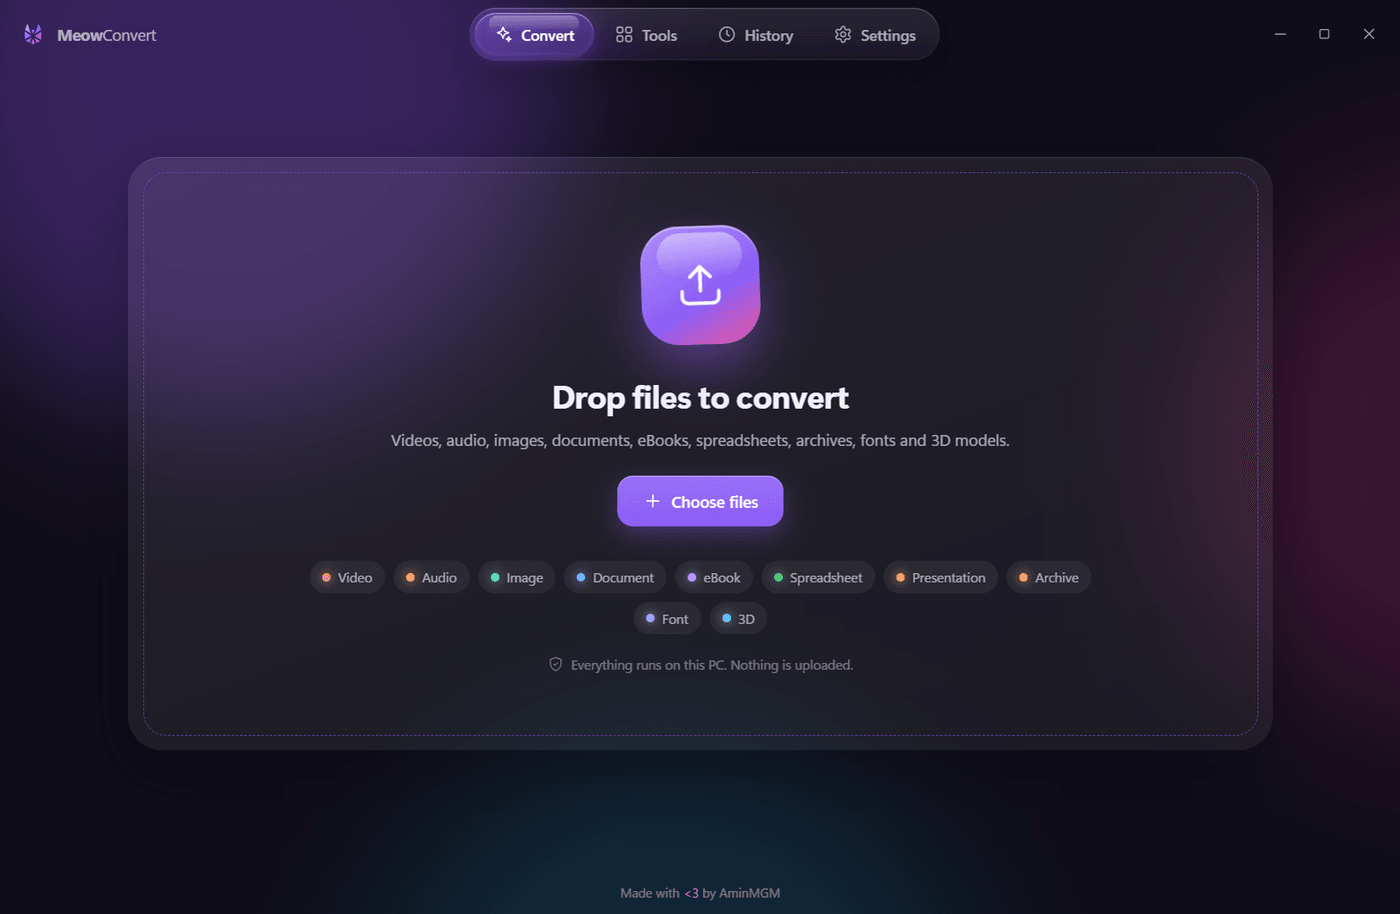 MeowConvert
Convert Tools History Settings
Drop files to convert
Videos, audio, images, documents, eBooks, spreadsheets, archives, fonts and 3D models.
+ Choose files
Video Audio Image Document eBook Spreadsheet Presentation Archive
Font 3D
Everything runs on this PC. Nothing is uploaded.
Made with <3 by AminMGM